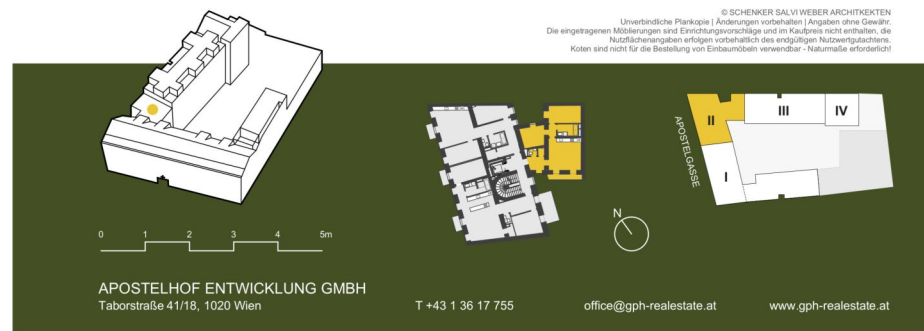 © SCHENKER SALVI WEBER ARCHITKEKTEN
Unverbindliche Plankopie | Änderungen vorbehalten | Angaben ohne Gewähr.
Die eingetragenen Möblierungen sind Einrichtungsvorschläge und im Kaufpreis nicht enthalten, die
Nutzflächenangaben erfolgen vorbehaltlich des endgültigen Nutzwertgutachtens.
Koten sind nicht für die Bestellung von Einbaumöbeln verwendbar - Naturmaße erforderlich!
II
III
IV
I
APOSTELGASSE
N
0 1 2 3 4 5m
APOSTELHOF ENTWICKLUNG GMBH
Taborstraße 41/18, 1020 Wien
T +43 1 36 17 755
office@gph-realestate.at
www.gph-realestate.at